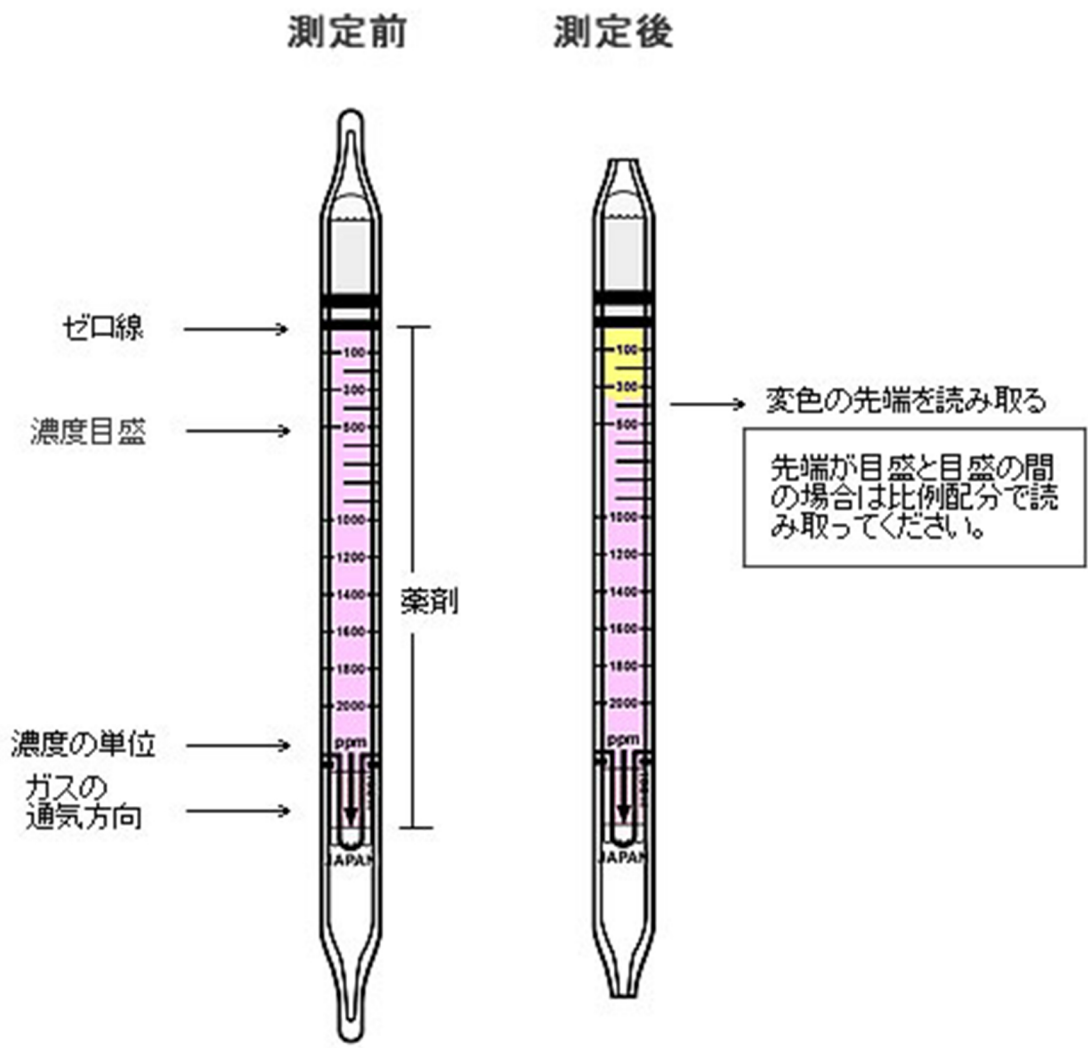 測定前
測定後
ゼロ線
濃度目盛
濃度の単位
ガスの
通気方向
100
300
500
1000
1200
1400
1600
1800
2000
ppm
JAPAN
薬剤
100
300
500
1000
1200
1400
1600
1800
2000
ppm
JAPAN
変色の先端を読み取る
先端が目盛と目盛の間
の場合は比例配分で読
み取ってください。